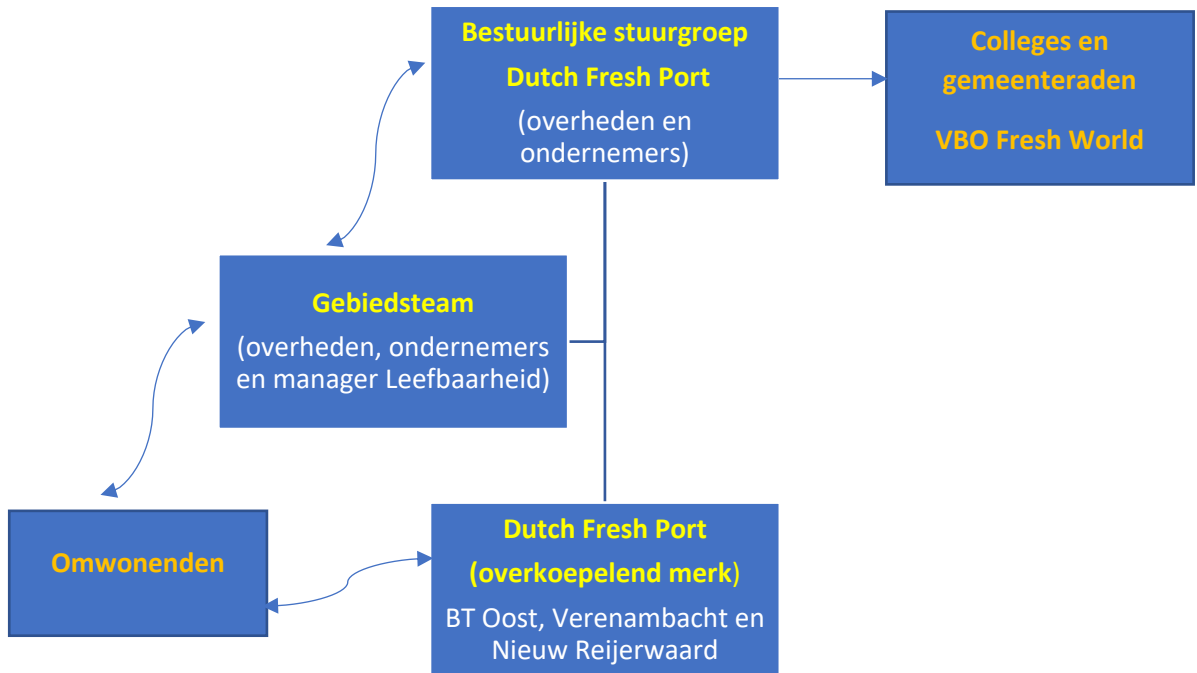 Bestuurlijke stuurgroep
Dutch Fresh Port
(overheden en
ondernemers)
Colleges en
gemeenteraden
VBO Fresh World
Gebiedsteam
(overheden, ondernemers
en manager Leefbaarheid)
Omwonenden
Dutch Fresh Port
(overkoepelend merk)
BT Oost, Verenambacht en
Nieuw Reijerwaard